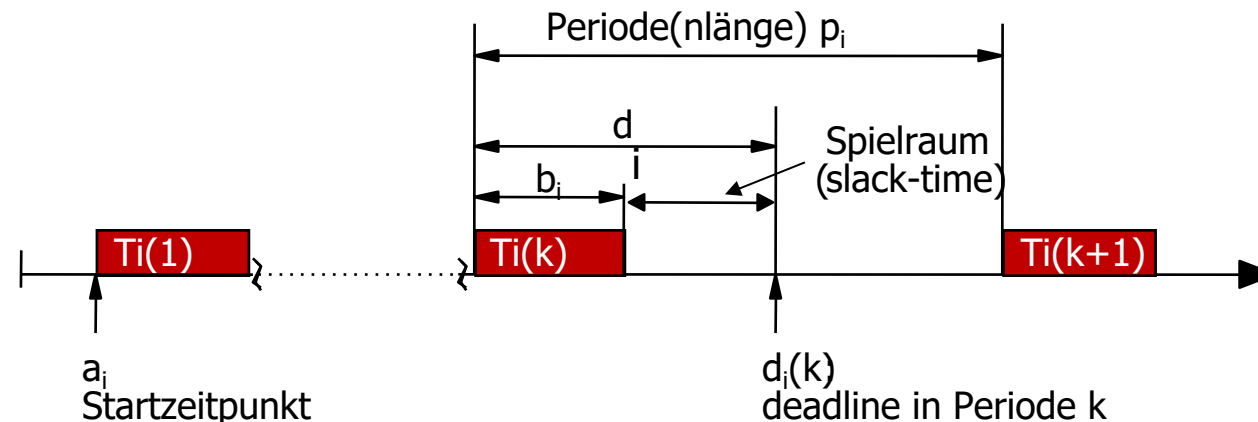 Periode(nlänge) pᵢ
d
i
Spielraum
(slack-time)
bᵢ
Ti(1)
Ti(k)
Ti(k+1)
aᵢ
Startzeitpunkt
dᵢ(k)
deadline in Periode k